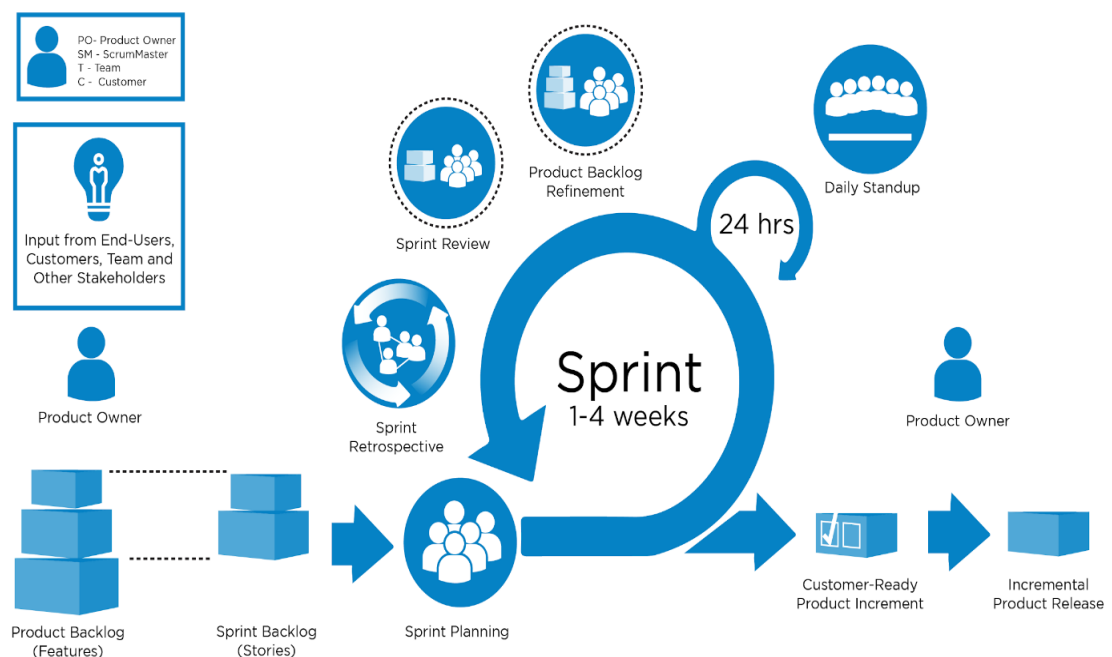 PO- Product Owner
SM - ScrumMaster
T - Team
C - Customer
Input from End-Users,
Customers, Team and
Other Stakeholders
Product Owner
Product Backlog
(Features)
Sprint Backlog
(Stories)
Sprint Planning
Sprint
Retrospective
Sprint Review
Product Backlog
Refinement
24 hrs
Daily Standup
Sprint
1-4 weeks
Product Owner
Customer-Ready
Product Increment
Incremental
Product Release